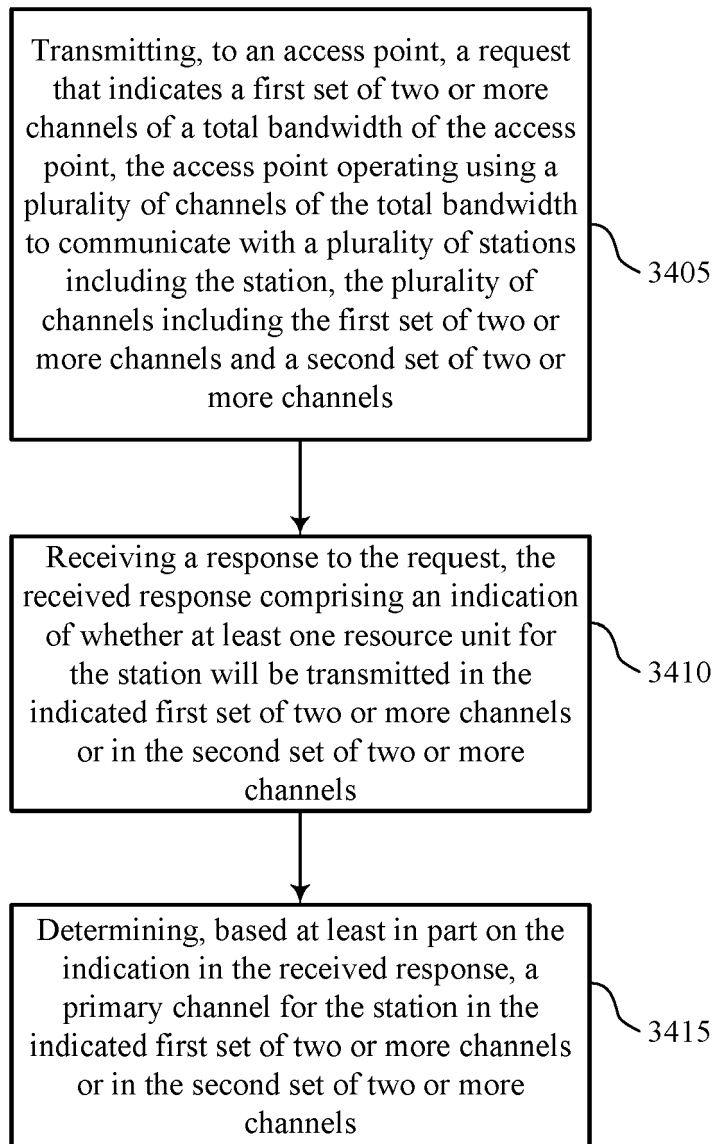 Transmitting, to an access point, a request
that indicates a first set of two or more
channels of a total bandwidth of the access
point, the access point operating using a
plurality of channels of the total bandwidth
to communicate with a plurality of stations
including the station, the plurality of
channels including the first set of two or
more channels and a second set of two or
more channels
3405
Receiving a response to the request, the
received response comprising an indication
of whether at least one resource unit for
the station will be transmitted in the
indicated first set of two or more channels
or in the second set of two or more
channels
3410
Determining, based at least in part on the
indication in the received response, a
primary channel for the station in the
indicated first set of two or more channels
or in the second set of two or more
channels
3415